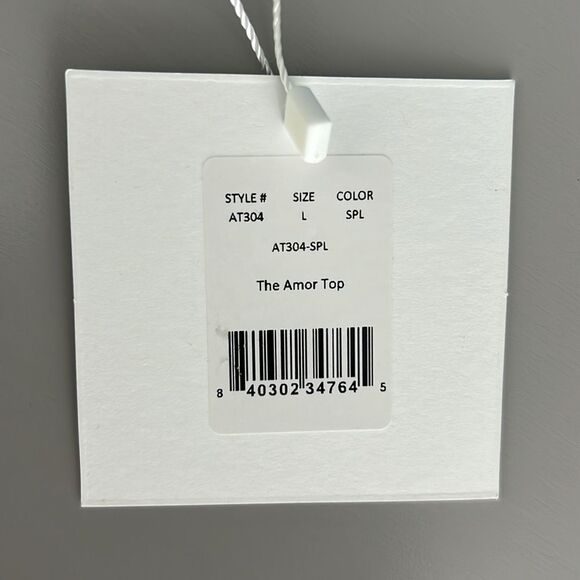 STYLE # SIZE COLOR
AT304 L SPL
AT304-SPL
The Amor Top
8 40302 34764 5